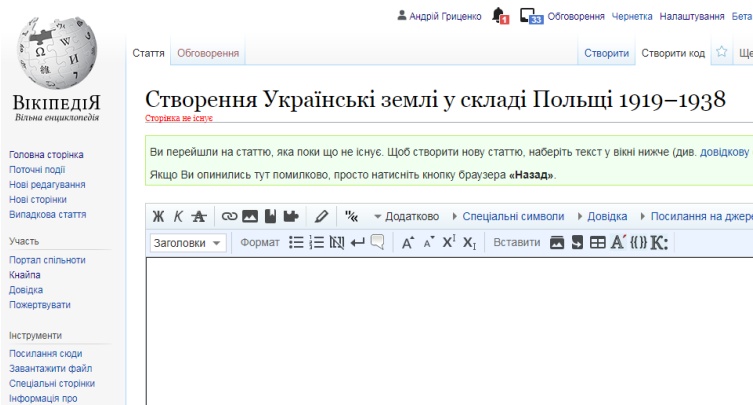 Андрій Гриценко 1 33 Обговорення Чернетка Налаштування Бета
Ω W И 維 7
ВікіпедіЯ
Вільна енциклопедія
Стаття Обговорення Створити Створити код Ще
Створення Українські землі у складі Польщі 1919–1938
Сторінка не існує
Ви перейшли на статтю, яка поки що не існує. Щоб створити нову статтю, наберіть текст у вікні нижче (див. довідкову
Якщо Ви опинились тут помилково, просто натисніть кнопку браузера «Назад».
Ж К А Додатково Спеціальні символи Довідка Посилання на джере
Заголовки Формат N A A X I X I Вставити A {{}} К:
Головна сторінка
Поточні події
Нові редагування
Нові сторінки
Випадкова стаття
Участь
Портал спільноти
Кнайпа
Довідка
Пожертвувати
Інструменти
Посилання сюди
Завантажити файл
Спеціальні сторінки
Інформація про